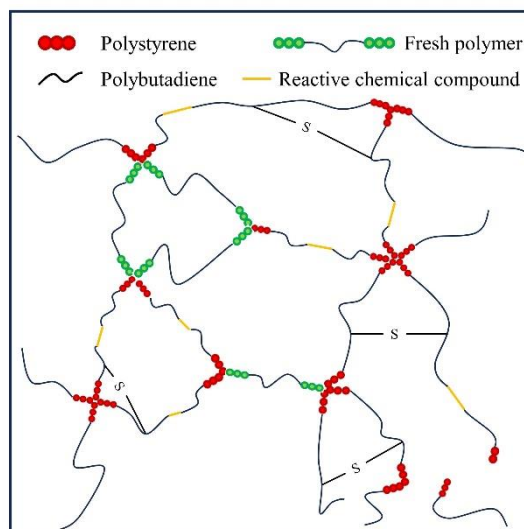 Polystyrene
Fresh polymer
Polybutadiene
Reactive chemical compound
S
S
S
S